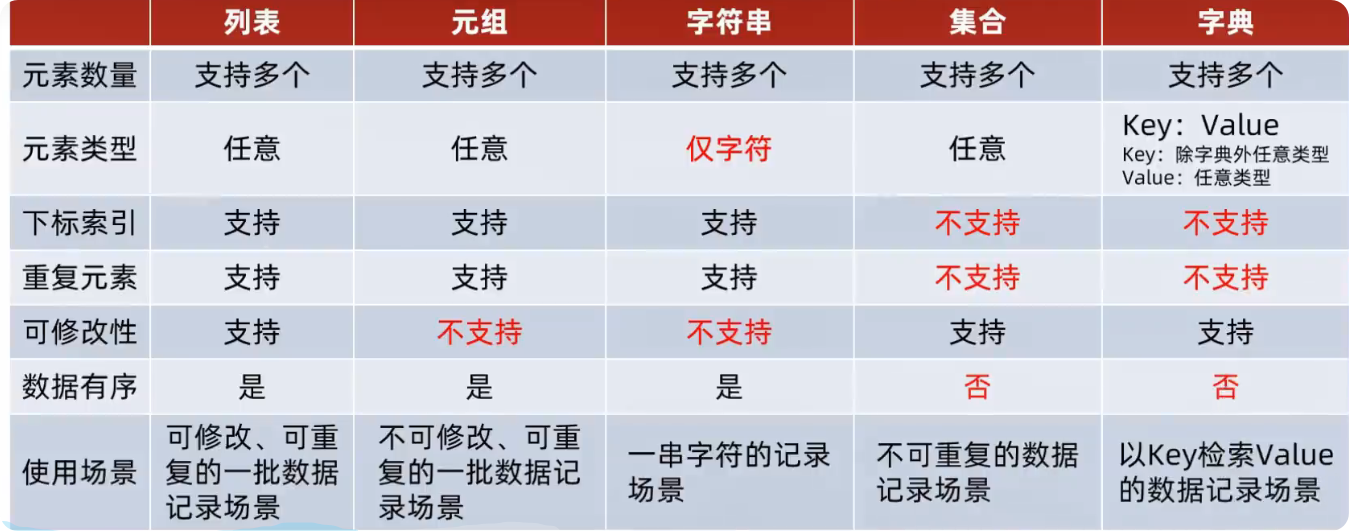 列表 元组 字符串 集合 字典
元素数量 支持多个 支持多个 支持多个 支持多个 支持多个
元素类型 任意 任意 仅字符 任意 Key：Value
Key：除字典外任意类型
Value：任意类型
下标索引 支持 支持 支持 不支持 不支持
重复元素 支持 支持 支持 不支持 不支持
可修改性 支持 不支持 不支持 支持 支持
数据有序 是 是 是 否 否
使用场景
可修改、可重
复的一批数据
记录场景
不可修改、可重
复的一批数据记
录场景
一串字符的记录
场景
不可重复的数据
记录场景
以Key检索Value
的数据记录场景